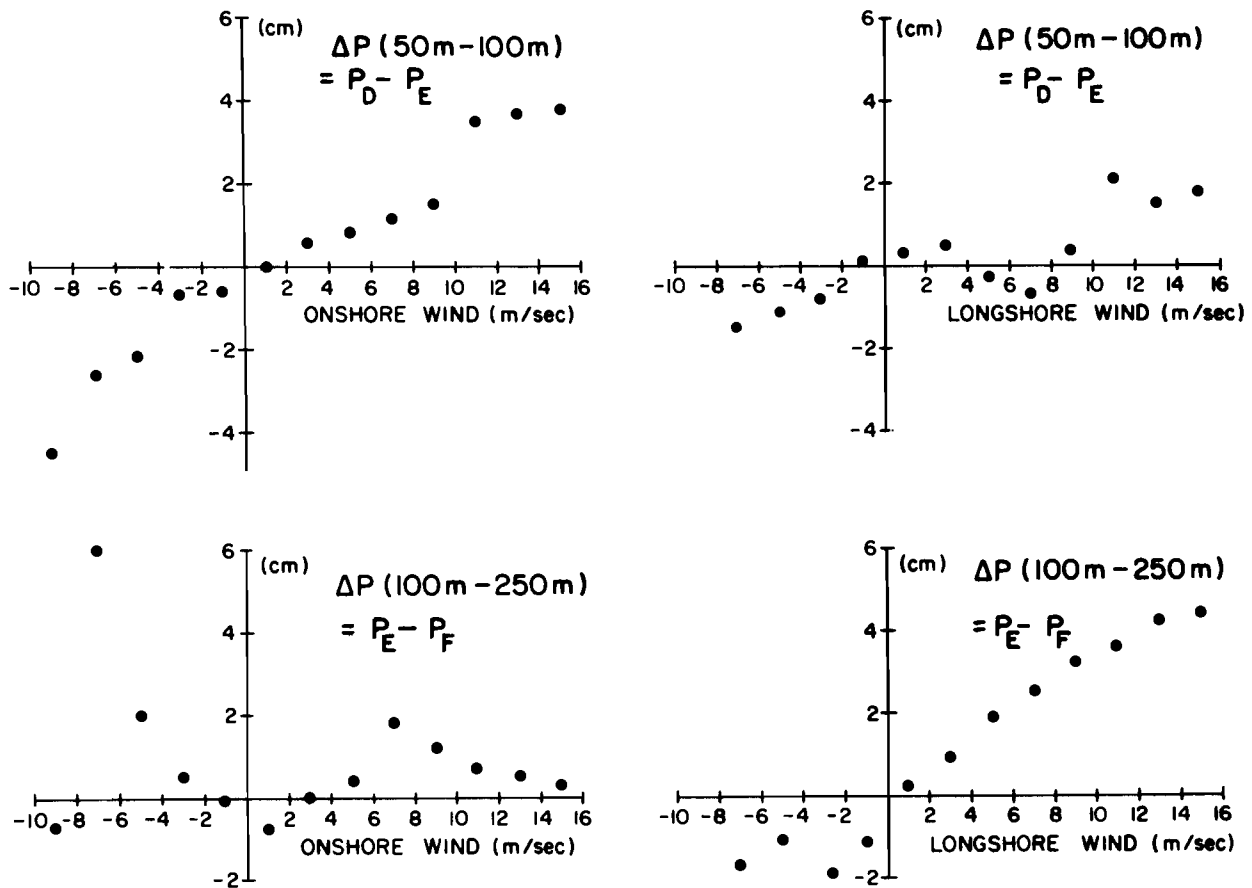 6
(cm)
ΔP (50m-100m)
= P_D - P_E
4
2
-10 -8 -6 -4 -2 2 4 6 8 10 12 14 16
ONSHORE WIND (m/sec)
-2
-4
6
(cm)
ΔP (50m-100m)
= P_D - P_E
4
2
-10 -8 -6 -4 -2 2 4 6 8 10 12 14 16
LONGSHORE WIND (m/sec)
-2
-4
6
(cm)
ΔP (100m-250m)
= P_E - P_F
4
2
-10 -8 -6 -4 -2 2 4 6 8 10 12 14 16
ONSHORE WIND (m/sec)
-2
6
(cm)
ΔP (100m-250m)
= P_E - P_F
4
2
-10 -8 -6 -4 -2 2 4 6 8 10 12 14 16
LONGSHORE WIND (m/sec)
-2